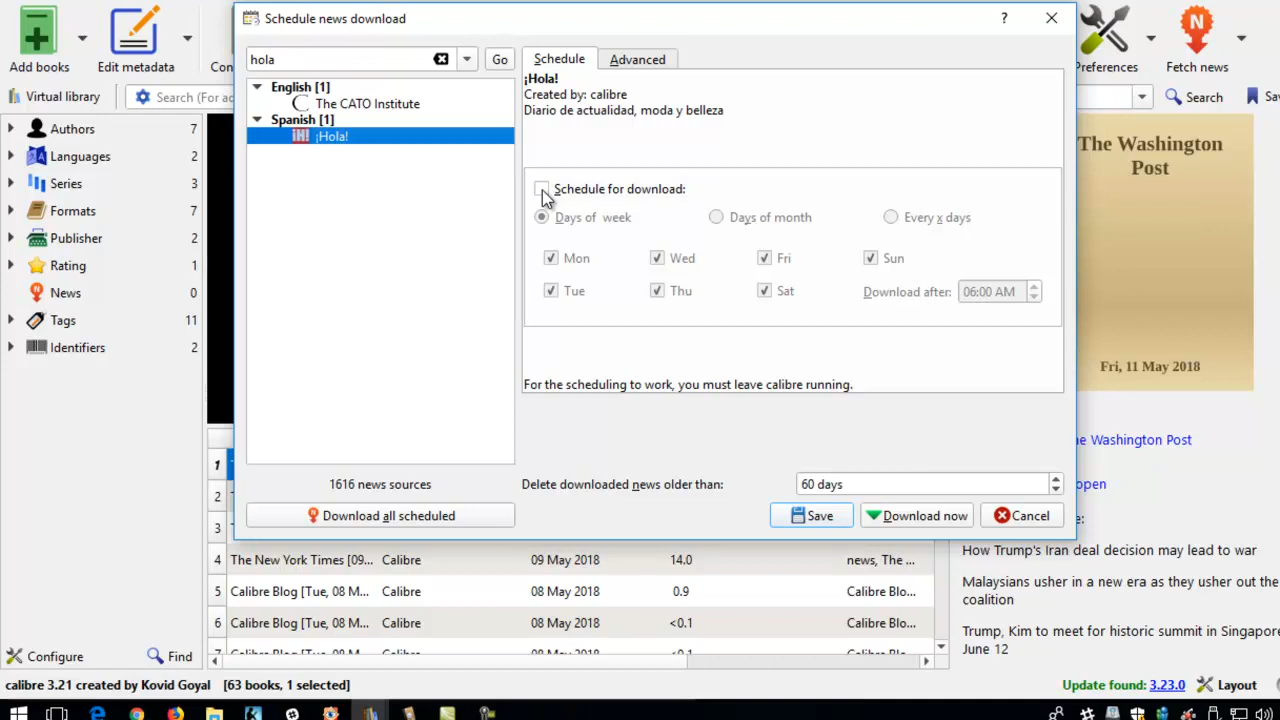 Schedule news download
?
hola
Go
English [1]
The CATO Institute
Spanish [1]
¡Hola!
1616 news sources
Download all scheduled
Schedule
Advanced
¡Hola!
Created by: calibre
Diario de actualidad, moda y belleza
Schedule for download:
Days of week
Days of month
Every x days
Mon
Wed
Fri
Sun
Tue
Thu
Sat
Download after:
06:00 AM
For the scheduling to work, you must leave calibre running.
Delete downloaded news older than:
60 days
Save
Download now
Cancel
Add books
Edit metadata
Preferences
Fetch news
Virtual library
Search (For ad
Search
Authors 7
Languages 2
Series 3
Formats 7
Publisher 2
Rating 1
News 0
Tags 11
Identifiers 2
Configure
Find
1
2
3
4 The New York Times [09... Calibre 09 May 2018 14.0 news, The ...
5 Calibre Blog [Tue, 08 M... Calibre 08 May 2018 0.9 Calibre Blo...
6 Calibre Blog [Tue, 08 M... Calibre 08 May 2018 <0.1 Calibre Blo...
The Washington
Post
Fri, 11 May 2018
Washington Post
open
How Trump's Iran deal decision may lead to war
Malaysians usher in a new era as they usher out the
coalition
Trump, Kim to meet for historic summit in Singapore
June 12
calibre 3.21 created by Kovid Goyal [63 books, 1 selected]
Update found: 3.23.0
Layout